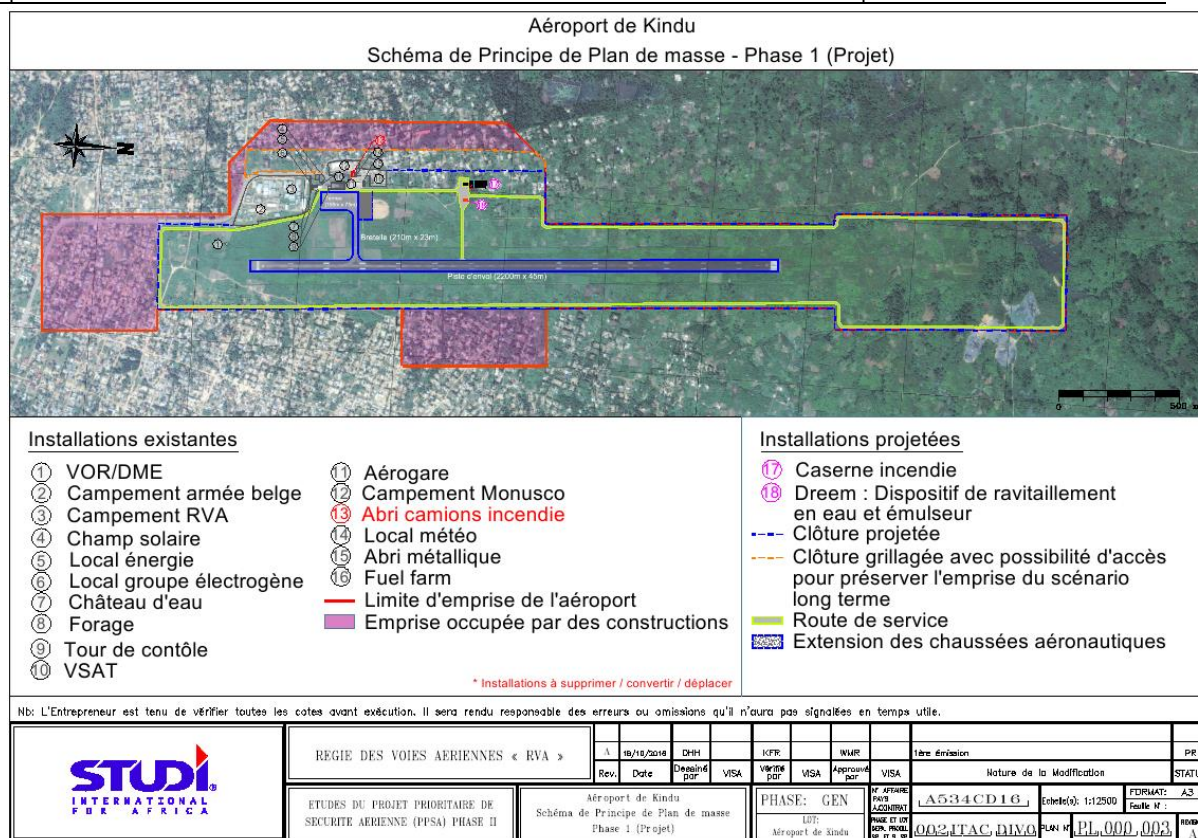 Aéroport de Kindu
Schéma de Principe de Plan de masse - Phase 1 (Projet)
N
Bretelle (210m x 23m)
Piste d'envol (2200m x 45m)
0 500 m
Installations existantes
1 VOR/DME
2 Campement armée belge
3 Campement RVA
4 Champ solaire
5 Local énergie
6 Local groupe électrogène
7 Château d'eau
8 Forage
9 Tour de contôle
10 VSAT
11 Aérogare
12 Campement Monusco
13 Abri camions incendie
14 Local météo
15 Abri métallique
16 Fuel farm
Limite d'emprise de l'aéroport
Emprise occupée par des constructions
* Installations à supprimer / convertir / déplacer
Installations projetées
17 Caserne incendie
18 Dreem : Dispositif de ravitaillement
en eau et émulseur
Clôture projetée
Clôture grillagée avec possibilité d'accès
pour préserver l'emprise du scénario
long terme
Route de service
Extension des chaussées aéronautiques
Nb: L'Entrepreneur est tenu de vérifier toutes les cotes avant exécution. Il sera rendu responsable des erreurs ou omissions qu'il n'aura pas signalées en temps utile.
STUDI
INTERNATIONAL
FOR AFRICA
REGIE DES VOIES AERIENNES « RVA »
ETUDES DU PROJET PRIORITAIRE DE
SECURITE AERIENNE (PPSA) PHASE II
A 18/10/2016 DHH KFR WMR 1ère émission PR
Rev. Date Dessiné par VISA Vérifié par VISA Approuvé par VISA Nature de la Modification STATU
Aéroport de Kindu
Schéma de Principe de Plan de masse
Phase 1 (Projet)
PHASE: GEN
LOT:
Aéroport de Kindu
N° AFFAIRE
PAYS
A534CD16
Echelle(s): 1:12500
FORMAT: A3
Feuille N° :
002 ITAC DIVO
PLAN N° PL 000 003